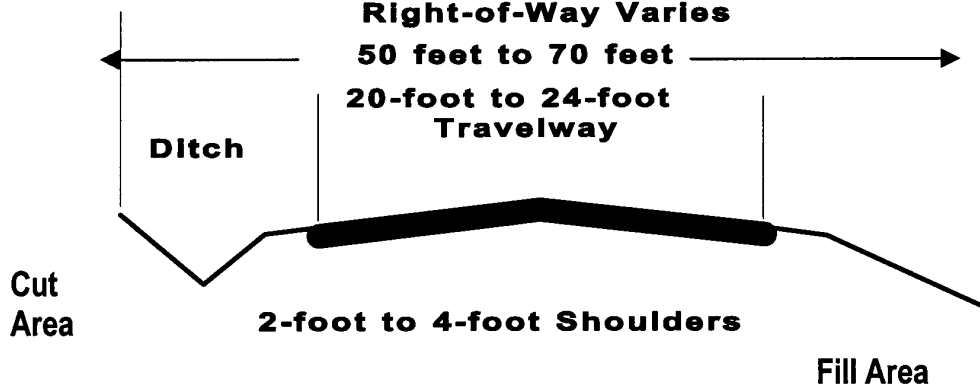 Right-of-Way Varies
50 feet to 70 feet
20-foot to 24-foot
Travelway
Ditch
Cut
Area
2-foot to 4-foot Shoulders
Fill Area